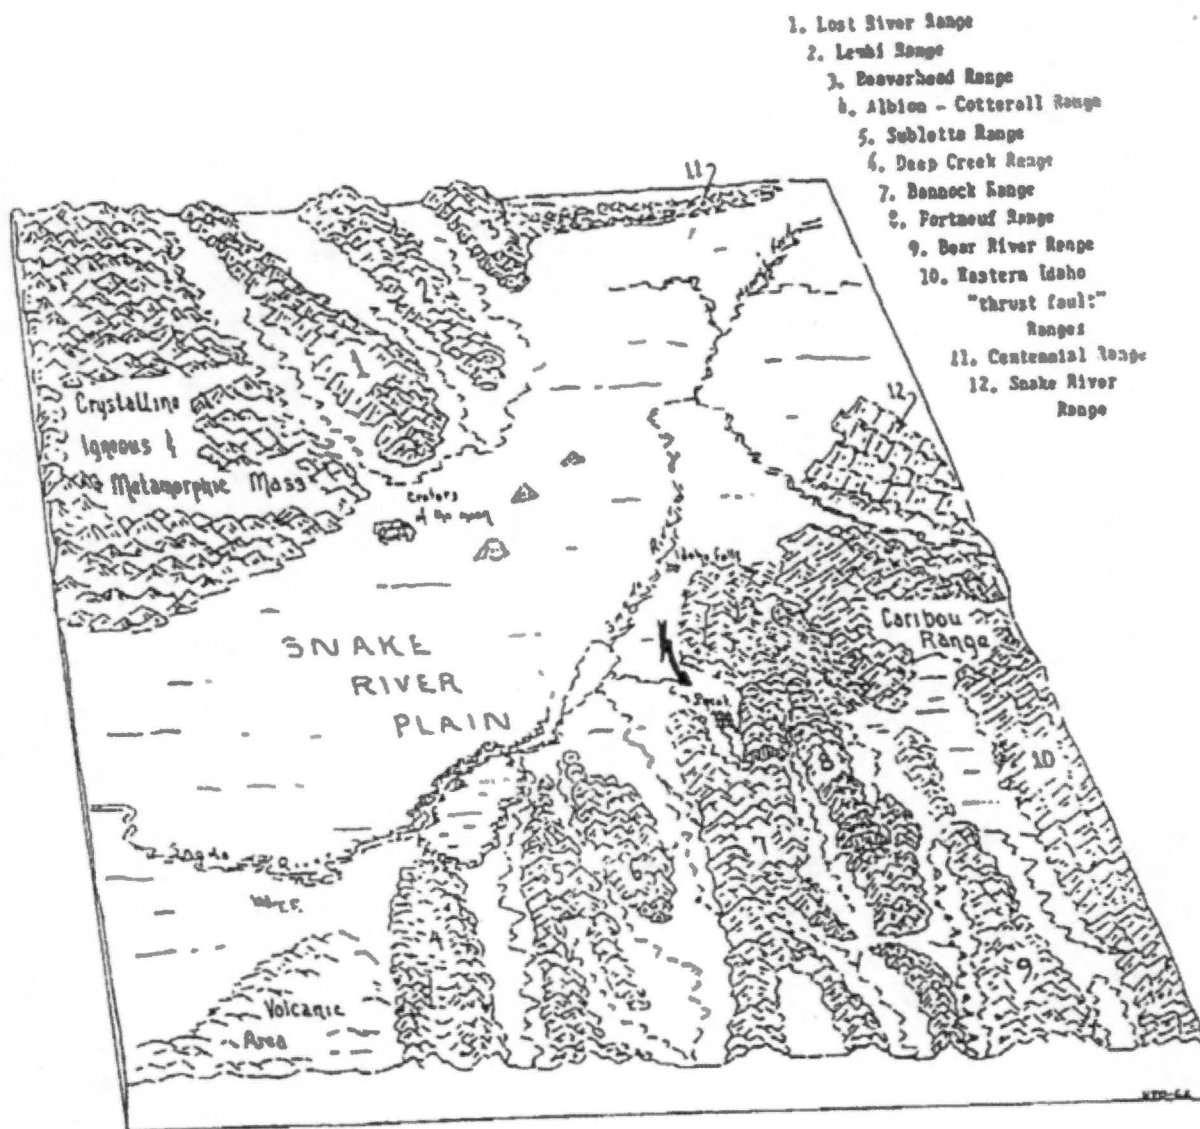 1. Lost River Range
2. Lemhi Range
3. Beaverhead Range
4. Albion - Cotterall Range
5. Sublette Range
6. Deep Creek Range
7. Bannock Range
8. Portneuf Range
9. Bear River Range
10. Eastern Idaho
"thrust fault"
Ranges
11. Centennial Range
12. Snake River
Range
11
2
1
12
Crystalline
Igneous &
Metamorphic Mass
Craters
of the moon
Idaho Falls
Caribou
Range
SNAKE
RIVER
PLAIN
8
10
7
6
5
4
9
Snake
Volcanic
Area